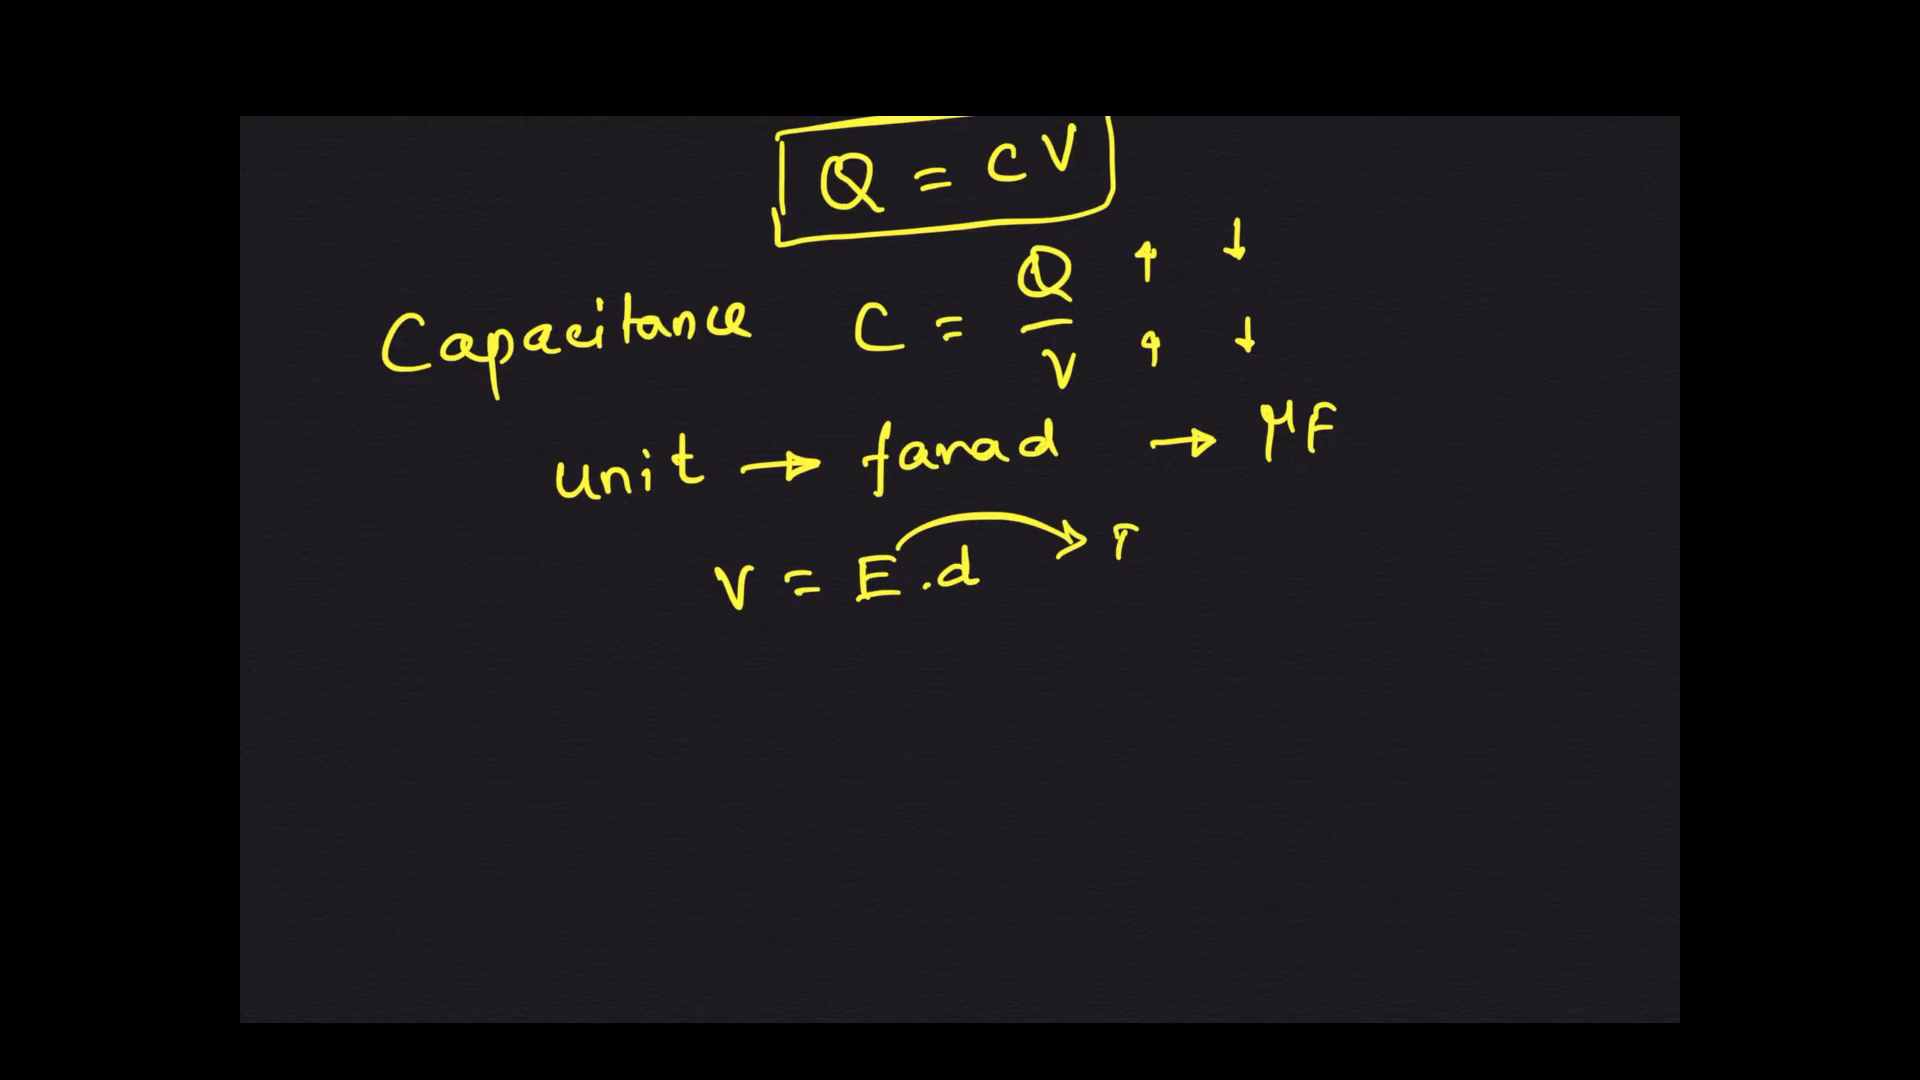 Q = CV
Capacitance C = Q/V ↑ ↓ ↑ ↓
unit → farad → μF
V = E.d →